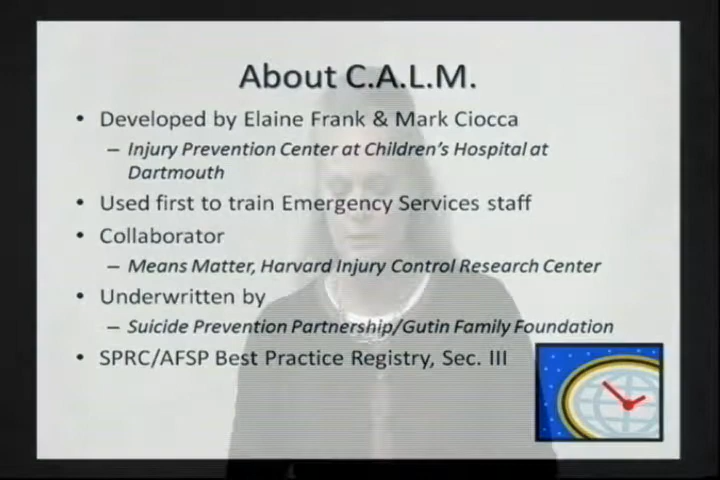 About C.A.L.M.
• Developed by Elaine Frank & Mark Ciocca
– Injury Prevention Center at Children's Hospital at
Dartmouth
• Used first to train Emergency Services staff
• Collaborator
– Means Matter, Harvard Injury Control Research Center
• Underwritten by
– Suicide Prevention Partnership/Gutin Family Foundation
• SPRC/AFSP Best Practice Registry, Sec. III